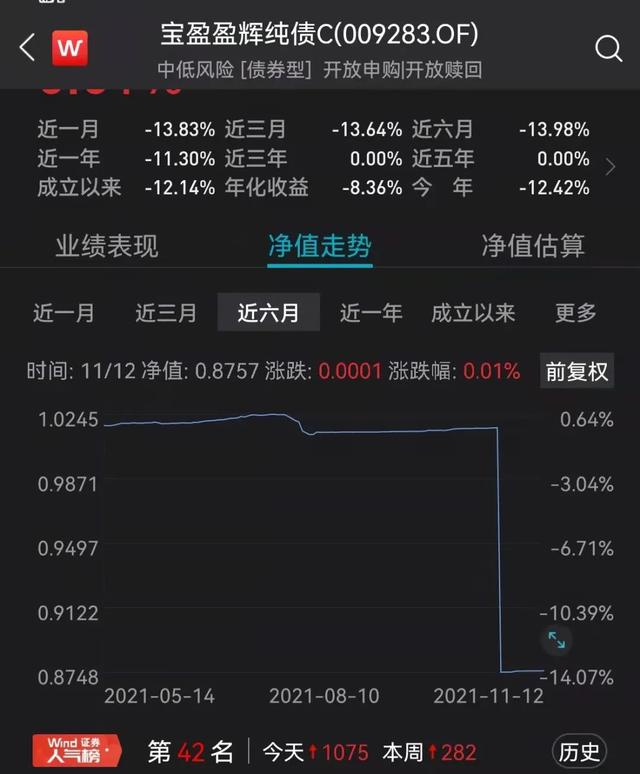 W
宝盈盈辉纯债C(009283.OF)
中低风险 [债券型] 开放申购|开放赎回
近一月 -13.83% 近三月 -13.64% 近六月 -13.98%
近一年 -11.30% 近三年 0.00% 近五年 0.00%
成立以来 -12.14% 年化收益 -8.36% 今 年 -12.42%
业绩表现 净值走势 净值估算
近一月 近三月 近六月 近一年 成立以来 更多
时间: 11/12 净值: 0.8757 涨跌: 0.0001 涨跌幅: 0.01% 前复权
1.0245 0.64%
0.9871 -3.04%
0.9497 -6.71%
0.9122 -10.39%
0.8748 -14.07%
2021-05-14 2021-08-10 2021-11-12
Wind 证券
人气榜
第 42 名 今天↑1075 本周↑282 历史